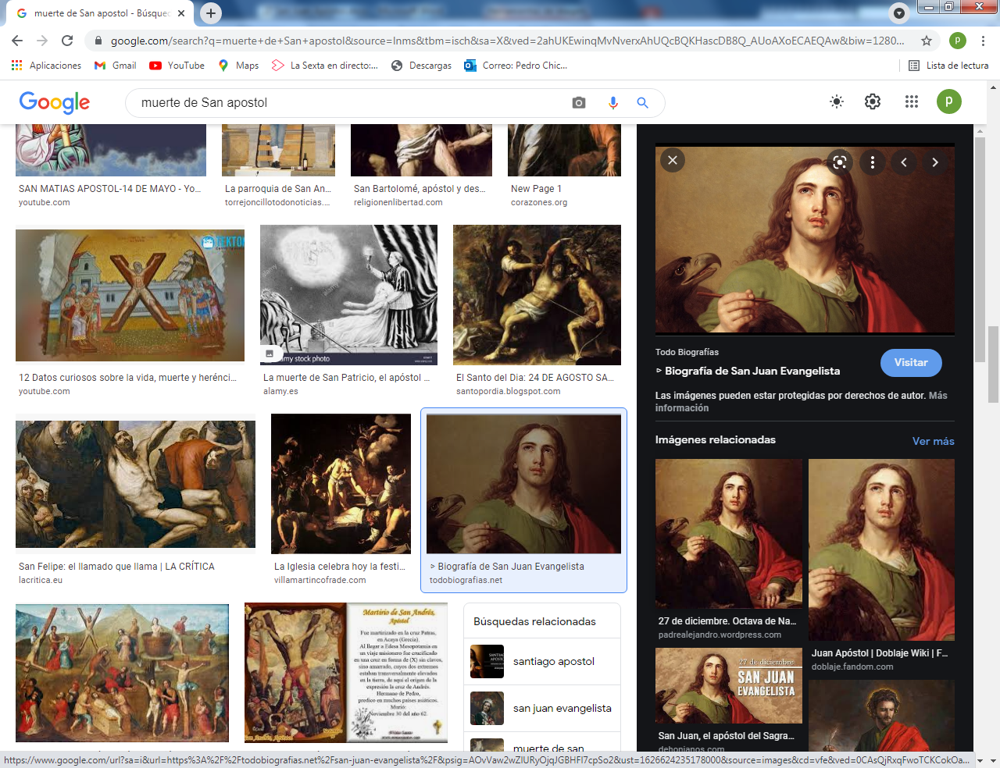 muerte de San apostol - Búsque
google.com/search?q=muerte+de+San+apostol&source=lnms&tbm=isch&sa=X&ved=2ahUKEwinqMvNverxAhUQcBQKHascDB8Q_AUoAXoECAEQAw&biw=1280...
p
Aplicaciones
Gmail
YouTube
Maps
La Sexta en directo:...
Descargas
Correo: Pedro Chic...
Lista de lectura
Google
muerte de San apostol
p
SAN MATIAS APOSTOL-14 DE MAYO - Yo...
youtube.com
La parroquia de San An...
torrejoncillotodonoticias....
San Bartolomé, apóstol y des...
religionenlibertad.com
New Page 1
corazones.org
12 Datos curiosos sobre la vida, muerte y herénci...
youtube.com
alamy stock photo
La muerte de San Patricio, el apóstol ...
alamy.es
El Santo del Dia: 24 DE AGOSTO SA...
santopordia.blogspot.com
San Felipe: el llamado que llama | LA CRÍTICA
lacritica.eu
La Iglesia celebra hoy la festi...
villamartincofrade.com
▷ Biografía de San Juan Evangelista
todobiografias.net
Martirio de San Andrés,
Apóstol
Fue martirizado en la cruz Patras,
en Acaya (Grecia).
Al llegar a Edesa Mesopotamia en
un viaje misionero fue crucificado
en una cruz en forma de (X) sin clavos,
sino amarrado, cuyos dos extremos
estaban transversalmente elevados
en la tierra, de aquí el origen de la
expresión la cruz de Andrés.
Hermano de Pedro,
predico en muchos países asiáticos.
Murio:
Noviembre 30 del año 62.
San Andrés, Apóstol
Búsquedas relacionadas
santiago apostol
san juan evangelista
muerte de san
Todo Biografías
▷ Biografía de San Juan Evangelista
Visitar
Las imágenes pueden estar protegidas por derechos de autor. Más
información
Imágenes relacionadas
Ver más
27 de diciembre. Octava de Na...
padrealejandro.wordpress.com
Juan Apóstol | Doblaje Wiki | F...
doblaje.fandom.com
27 de diciembre
SAN JUAN
EVANGELISTA
San Juan, el apóstol del Sagra...
dehonianos.com
https://www.google.com/url?sa=i&url=https%3A%2F%2Ftodobiografias.net%2Fsan-juan-evangelista%2F&psig=AOvVaw2wZIURyOjqJGBHFI7cpSo2&ust=1626624235178000&source=images&cd=vfe&ved=0CAsQjRxqFwoTCKCokOa...